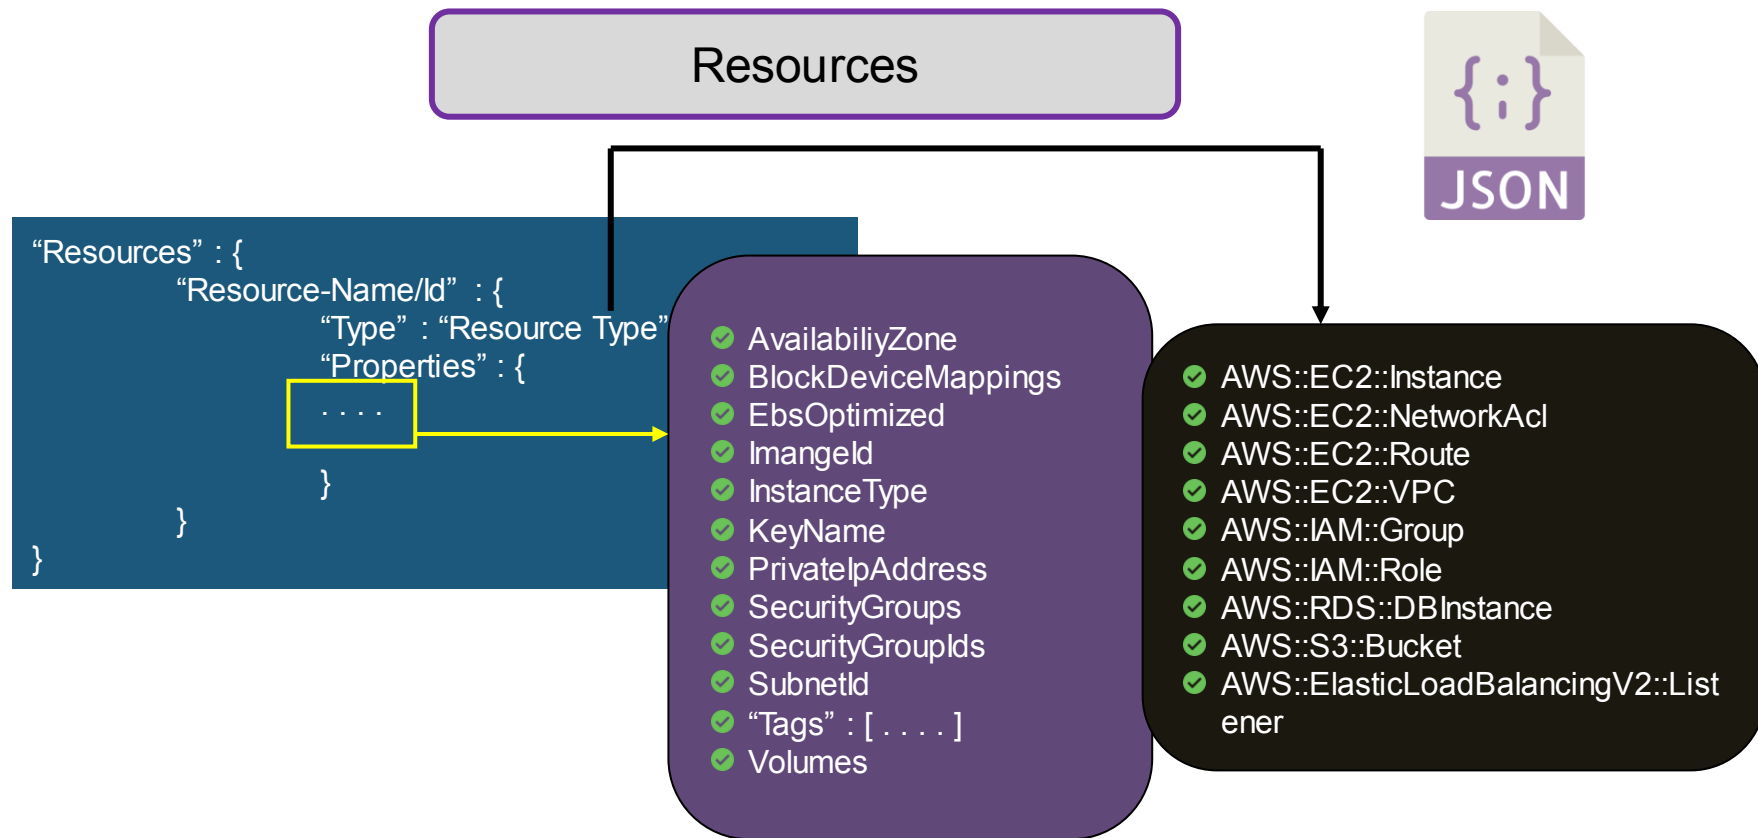 Resources
{;}
JSON
“Resources” : {
“Resource-Name/Id” : {
“Type” : “Resource Type”
“Properties” : {
. . . .
}
}
}
AvailabiliyZone
BlockDeviceMappings
EbsOptimized
ImangeId
InstanceType
KeyName
PrivateIpAddress
SecurityGroups
SecurityGroupIds
SubnetId
“Tags” : [ . . . . ]
Volumes
AWS::EC2::Instance
AWS::EC2::NetworkAcl
AWS::EC2::Route
AWS::EC2::VPC
AWS::IAM::Group
AWS::IAM::Role
AWS::RDS::DBInstance
AWS::S3::Bucket
AWS::ElasticLoadBalancingV2::List
ener